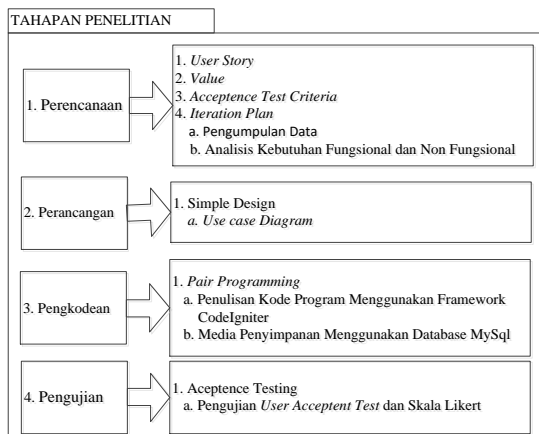 TAHAPAN PENELITIAN
1. Perencanaan
1. User Story
2. Value
3. Acceptence Test Criteria
4. Iteration Plan
a. Pengumpulan Data
b. Analisis Kebutuhan Fungsional dan Non Fungsional
2. Perancangan
1. Simple Design
a. Use case Diagram
3. Pengkodean
1. Pair Programming
a. Penulisan Kode Program Menggunakan Framework
CodeIgniter
b. Media Penyimpanan Menggunakan Database MySql
4. Pengujian
1. Aceptence Testing
a. Pengujian User Acceptent Test dan Skala Likert